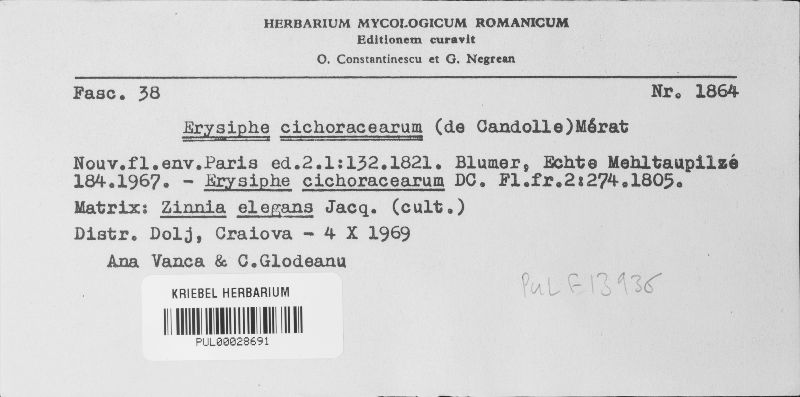 HERBARIUM MYCOLOGICUM ROMANICUM
Editionem curavit
O. Constantinescu et G. Negrean
Fasc. 38 Nr. 1864
Erysiphe cichoracearum (de Candolle)Mérat
Nouv.fl.env.Paris ed.2.1:132.1821. Blumer, Echte Mehltaupilzé
184.1967. - Erysiphe cichoracearum DC. Fl.fr.2:274.1805.
Matrix: Zinnia elegans Jacq. (cult.)
Distr. Dolj, Craiova - 4 X 1969
Ana Vanca & C.Glodeanu
PUL F13936
KRIEBEL HERBARIUM
PUL00028691